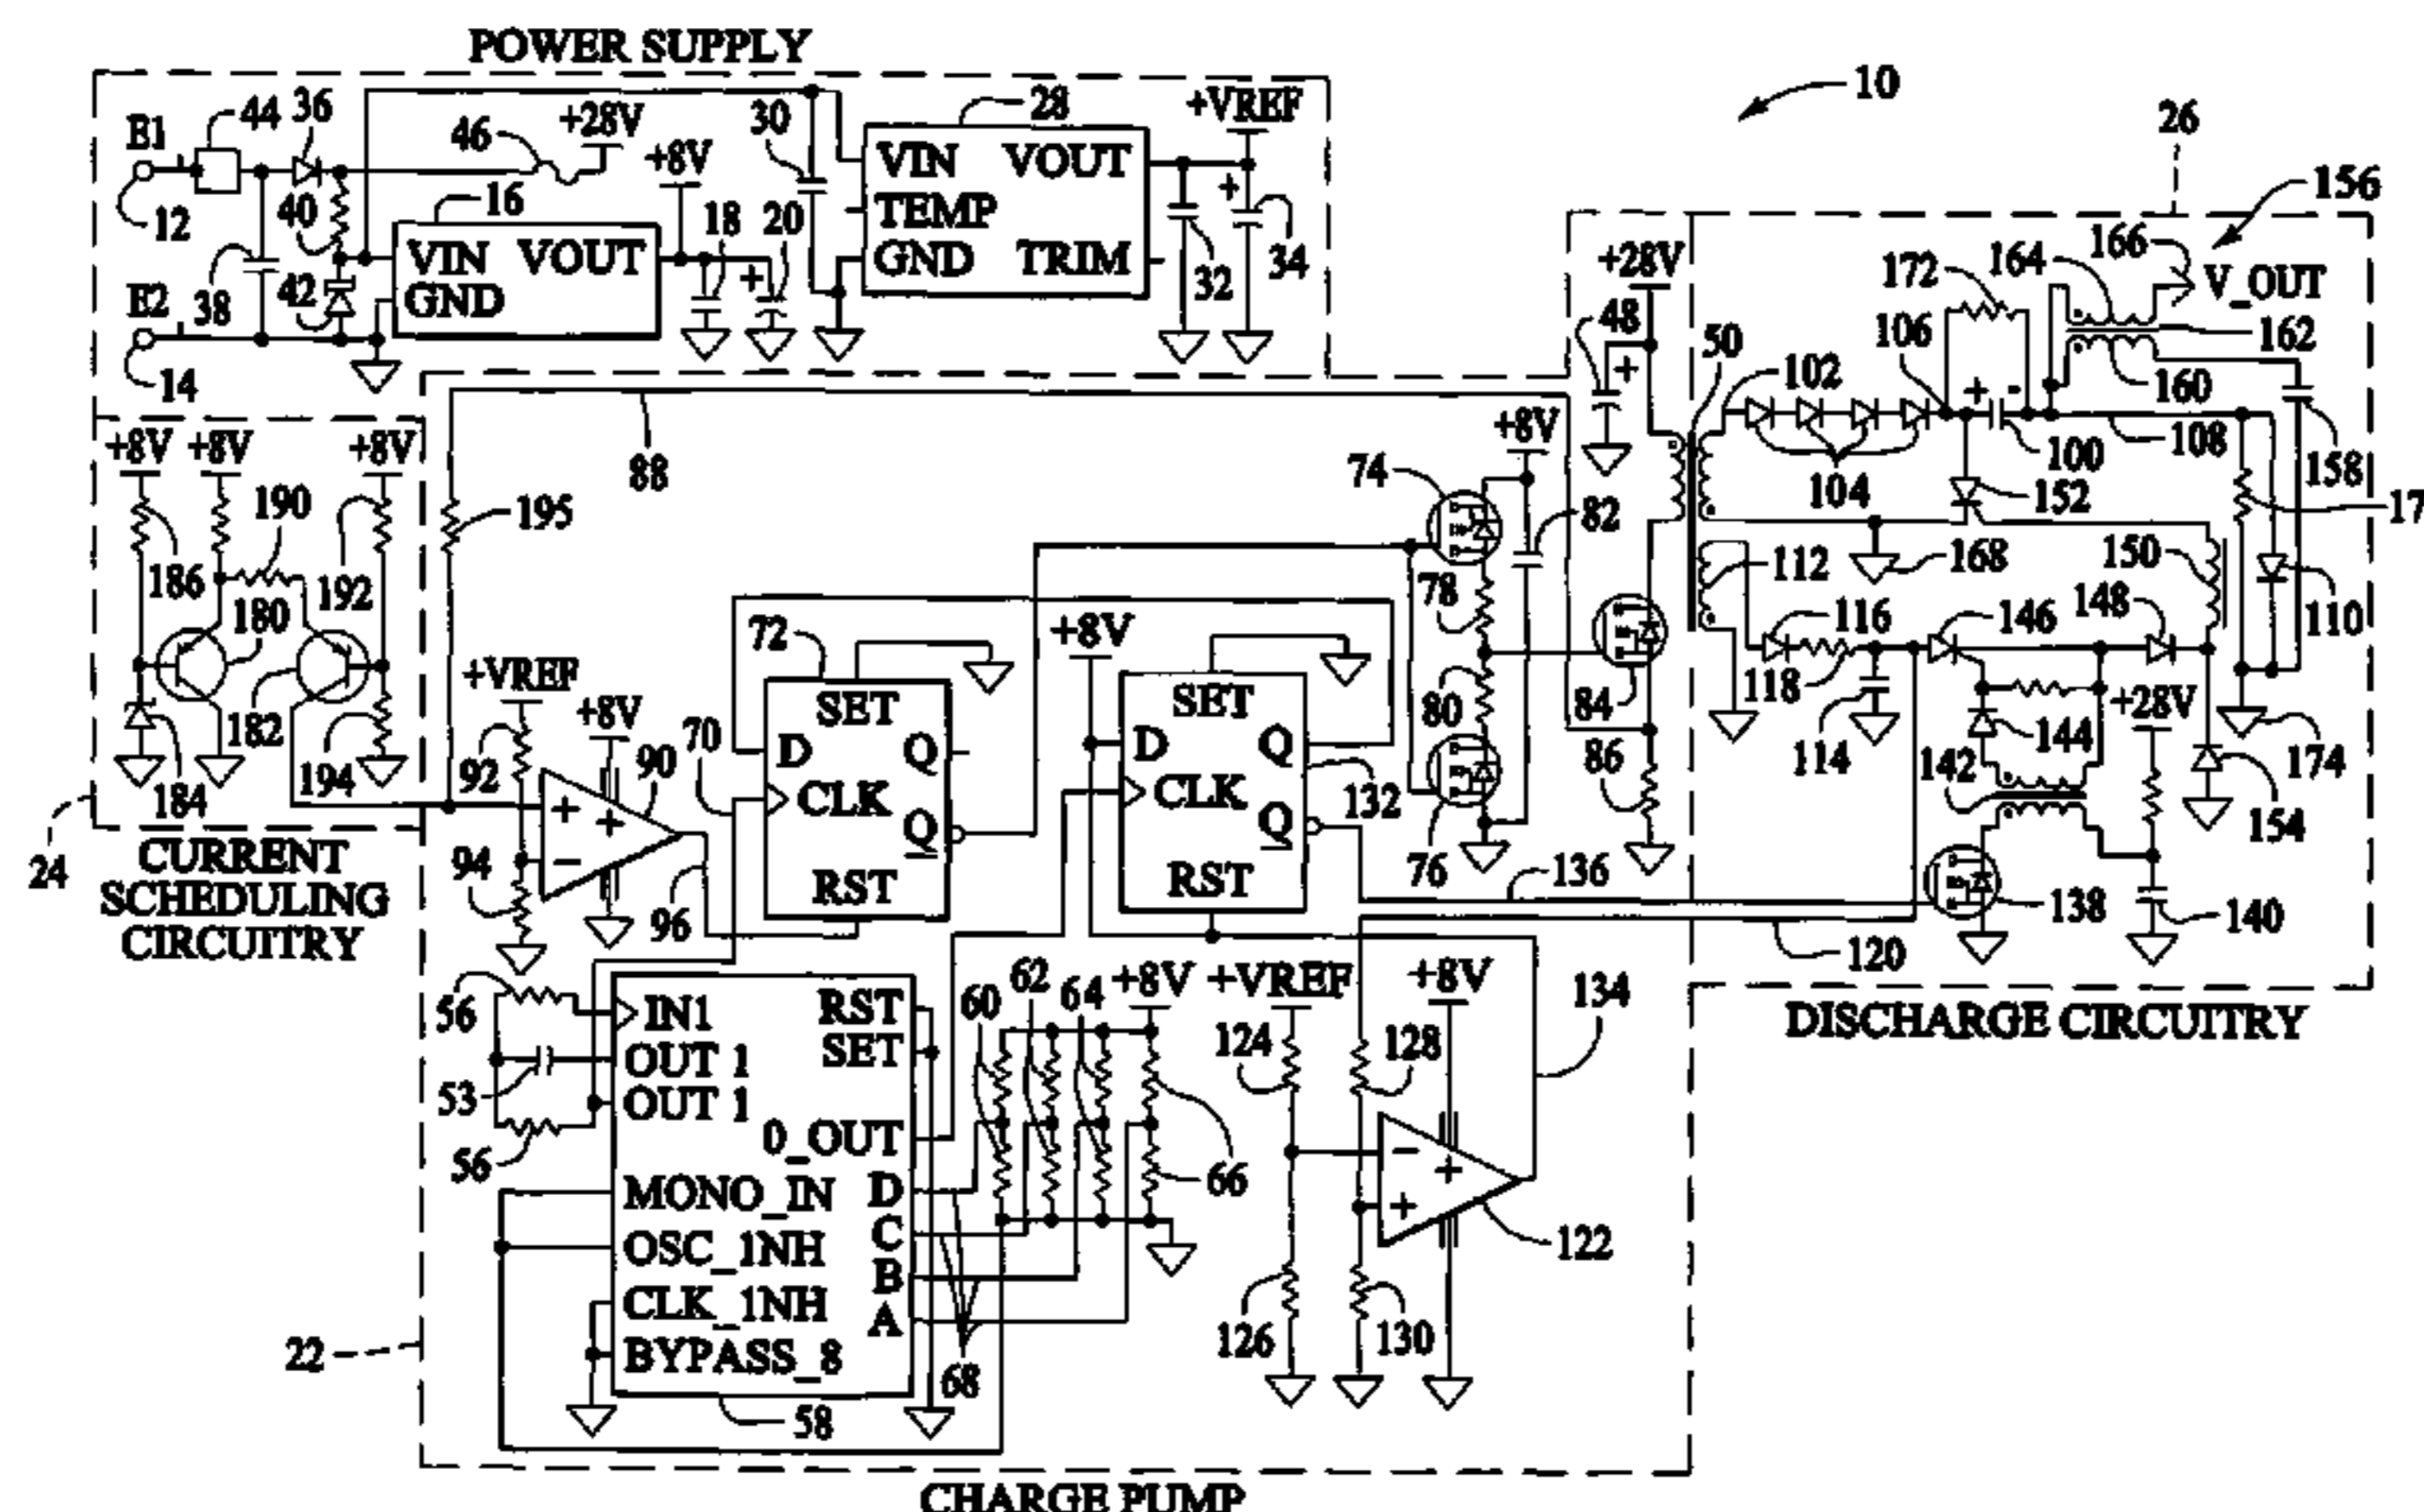 POWER SUPPLY
10
E1
44
36
46
+28V
+8V
30
28
+VREF
26
156
VIN
VOUT
TEMP
GND
TRIM
12
40
16
18
20
VIN
VOUT
GND
32
34
38
42
E2
14
+28V
48
50
102
172
164
166
V_OUT
162
106
160
+
-
100
108
158
104
152
17
+8V
+8V
+8V
88
195
190
186
192
180
182
184
194
24
CURRENT
SCHEDULING
CIRCUITRY
74
+8V
82
78
80
76
84
86
112
168
150
110
116
146
148
118
114
144
142
+28V
154
174
138
140
136
120
DISCHARGE CIRCUITRY
72
+8V
70
SET
D
Q
CLK
Q
RST
SET
D
Q
CLK
Q
RST
132
+VREF
+8V
92
90
94
96
+
+
-
56
53
56
IN1
OUT 1
OUT 1
RST
SET
0_OUT
MONO_IN
OSC_1NH
CLK_1NH
BYPASS_8
D
C
B
A
60
62
64
+8V
66
68
58
+VREF
+8V
124
128
134
-
+
+
122
126
130
22
CHARGE PUMP